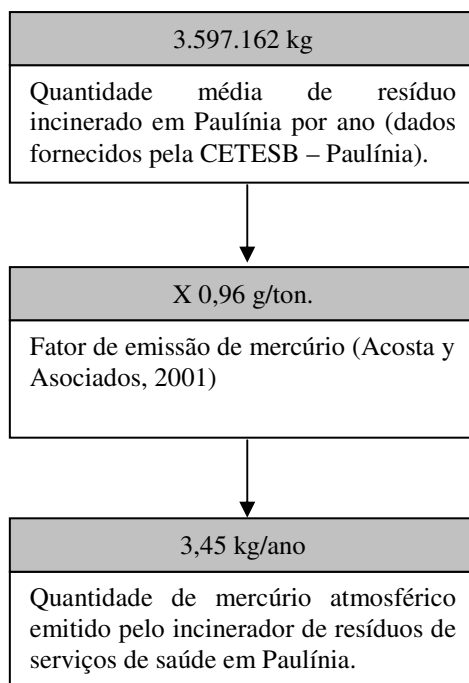 3.597.162 kg
Quantidade média de resíduo
incinerado em Paulínia por ano (dados
fornecidos pela CETESB – Paulínia).
X 0,96 g/ton.
Fator de emissão de mercúrio (Acosta y
Asociados, 2001)
3,45 kg/ano
Quantidade de mercúrio atmosférico
emitido pelo incinerador de resíduos de
serviços de saúde em Paulínia.